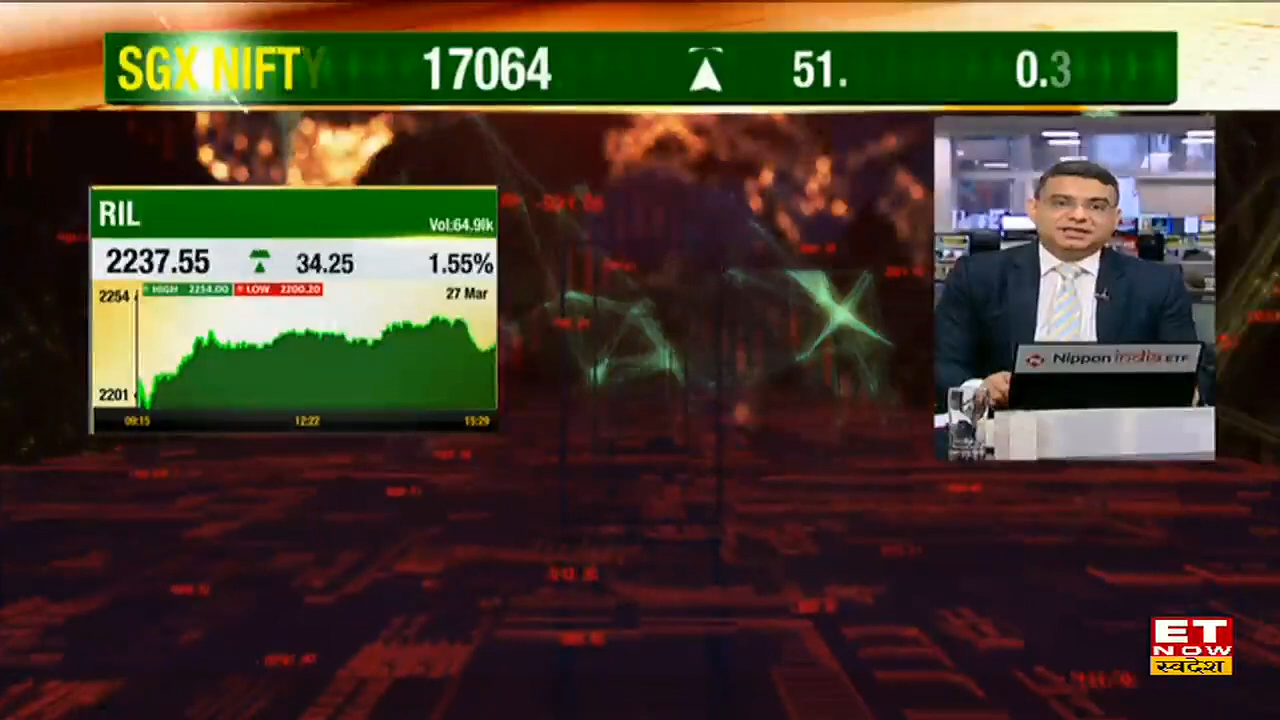 SGX NIFTY 17064 51. 0.3
RIL
Vol:64.9lk
2237.55 34.25 1.55%
HIGH 2254.00 LOW 2200.20
27 Mar
2254
2201
09:15 12:22 15:29
Nippon india ETF
ET
NOW
स्वदेश